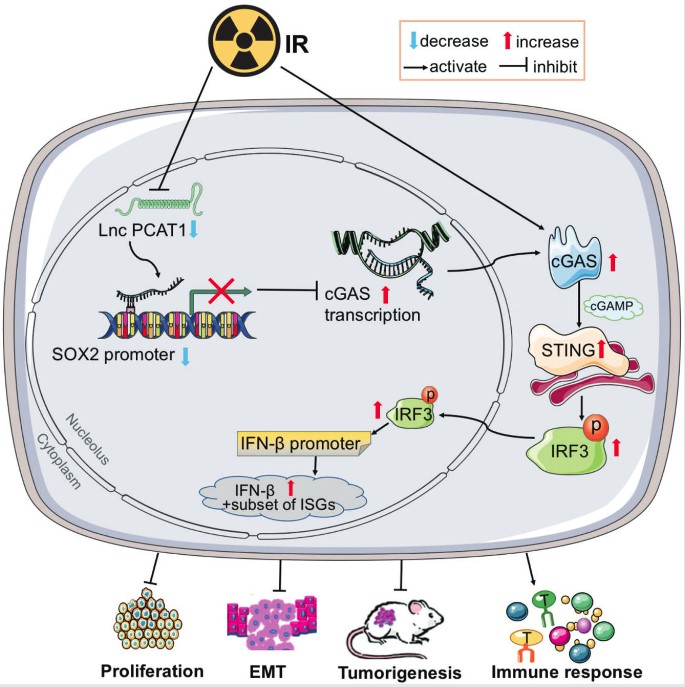 IR
decrease increase
activate inhibit
Lnc PCAT1
cGAS
transcription
SOX2 promoter
cGAS
cGAMP
STING
P
IRF3
p
IRF3
IFN-β promoter
IFN-β
+subset of ISGs
Nucleolus
Cytoplasm
T
T
Proliferation
EMT
Tumorigenesis
Immune response